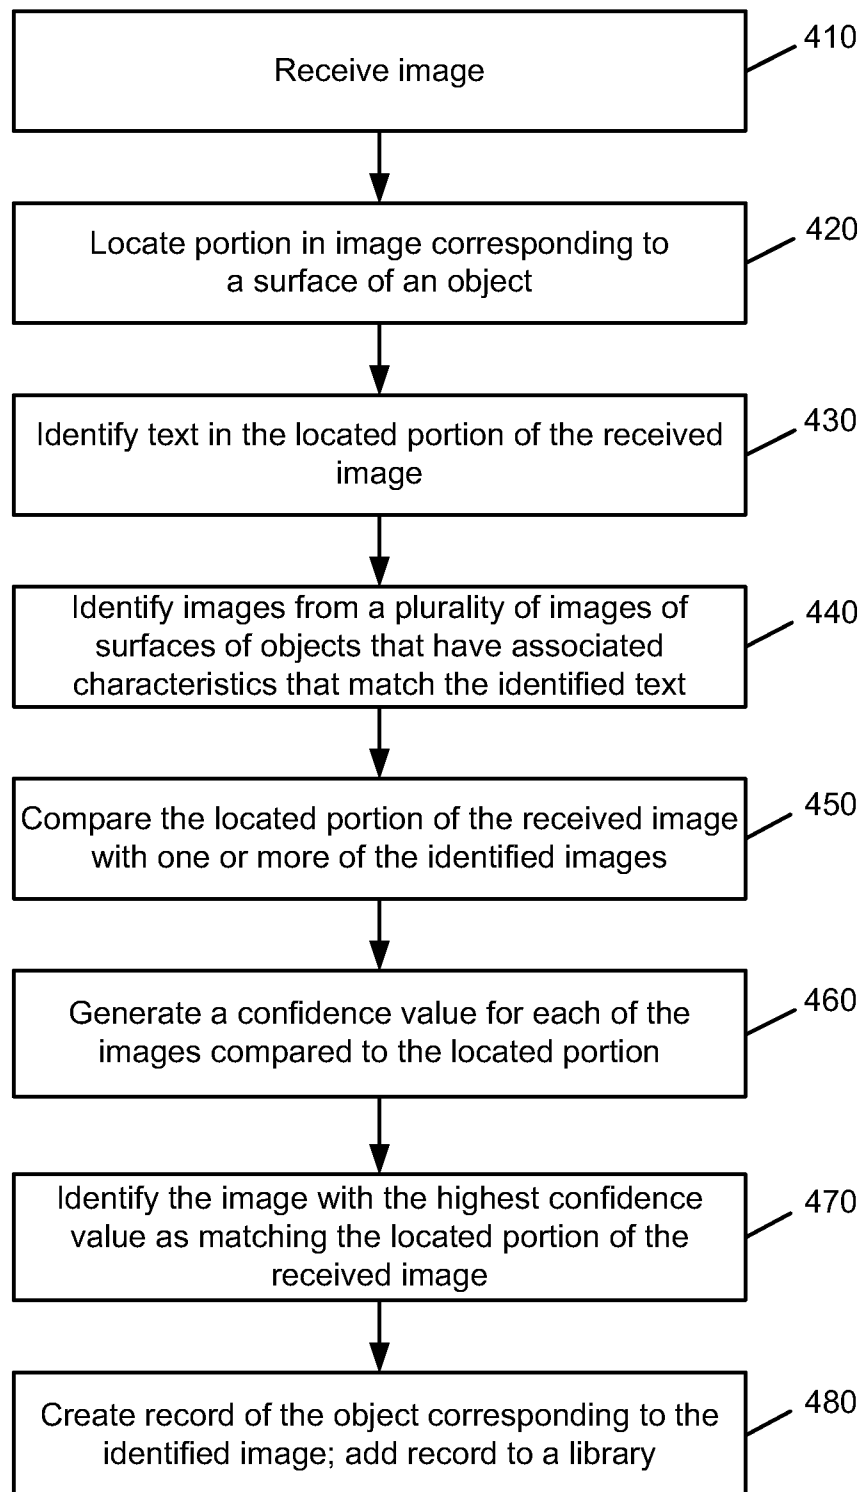 Receive image
410
Locate portion in image corresponding to
a surface of an object
420
Identify text in the located portion of the received
image
430
Identify images from a plurality of images of
surfaces of objects that have associated
characteristics that match the identified text
440
Compare the located portion of the received image
with one or more of the identified images
450
Generate a confidence value for each of the
images compared to the located portion
460
Identify the image with the highest confidence
value as matching the located portion of the
received image
470
Create record of the object corresponding to the
identified image; add record to a library
480